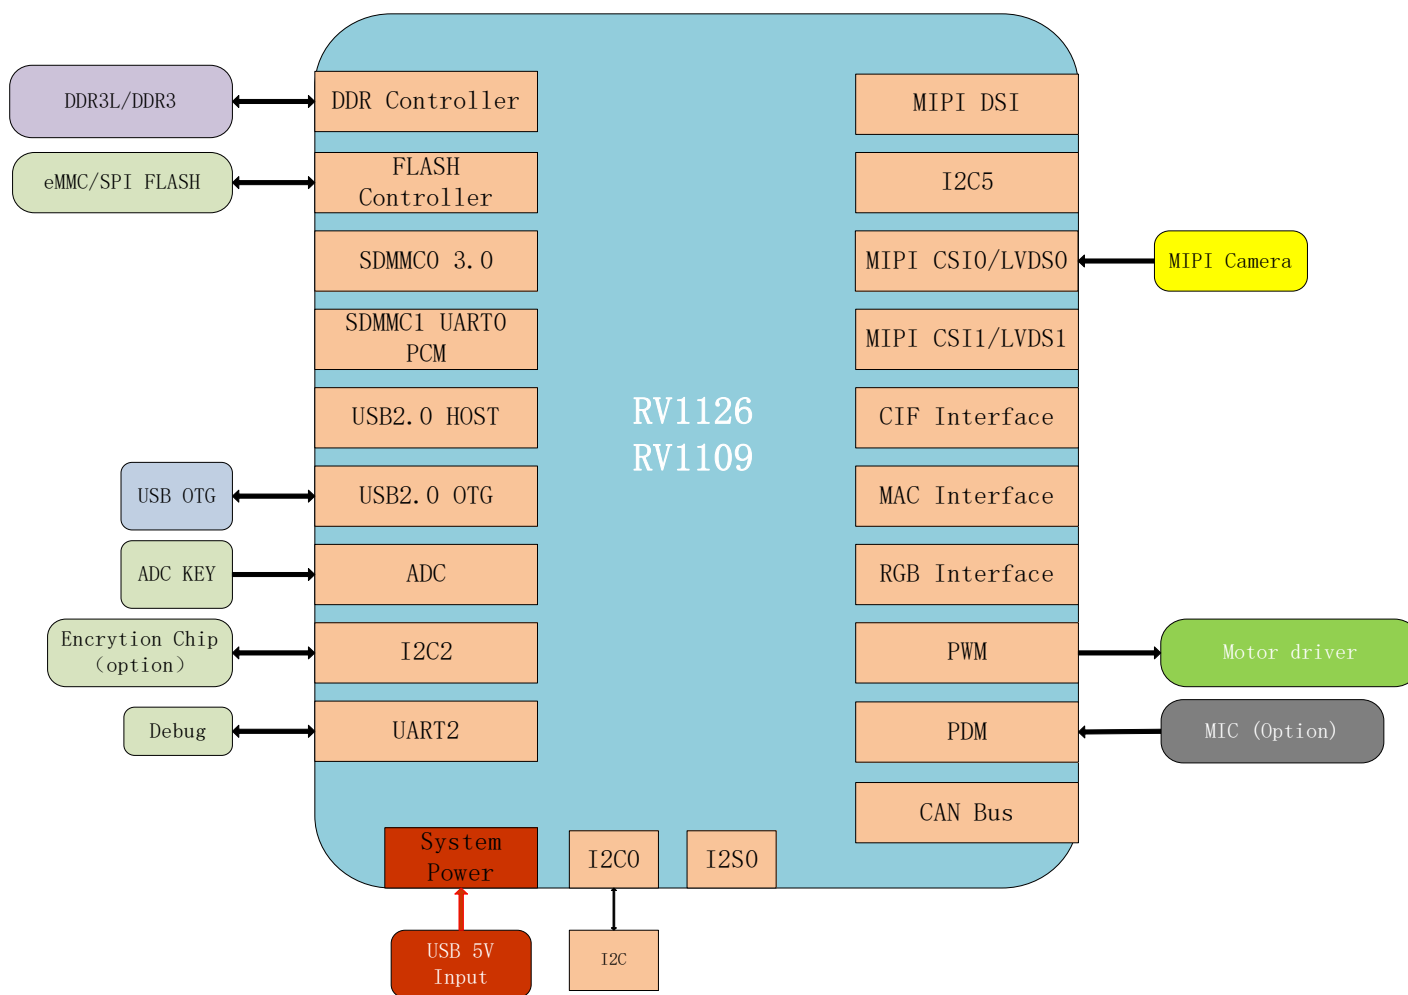 DDR3L/DDR3
DDR Controller
MIPI DSI
eMMC/SPI FLASH
FLASH
Controller
I2C5
SDMMC0 3.0
MIPI CSI0/LVDS0
MIPI Camera
SDMMC1 UART0
PCM
MIPI CSI1/LVDS1
USB2.0 HOST
RV1126
RV1109
CIF Interface
USB OTG
USB2.0 OTG
MAC Interface
ADC KEY
ADC
RGB Interface
Encrytion Chip
（option）
I2C2
PWM
Motor driver
Debug
UART2
PDM
MIC (Option)
CAN Bus
System
Power
I2C0
I2S0
USB 5V
Input
I2C